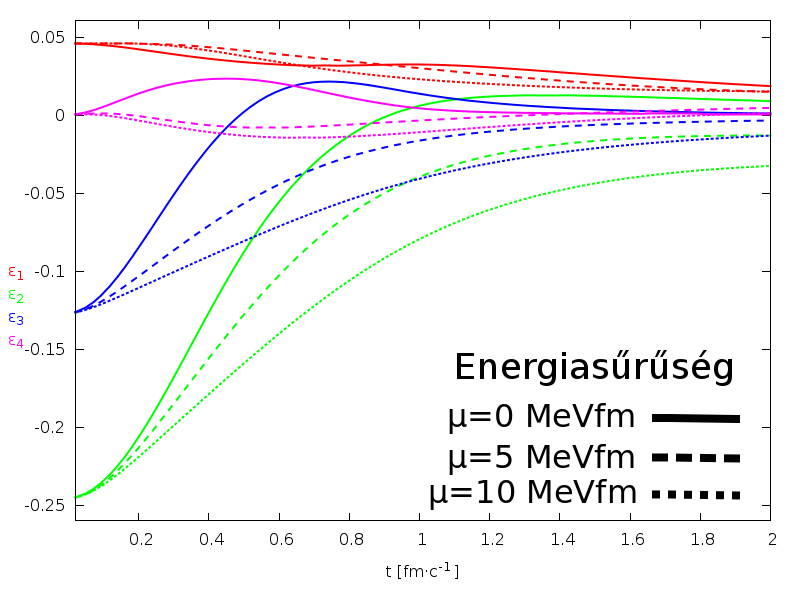 0.05
0
-0.05
-0.1
-0.15
-0.2
-0.25
ε1
ε2
ε3
ε4
Energiasűrűség
μ=0 MeVfm
μ=5 MeVfm
μ=10 MeVfm
0.2 0.4 0.6 0.8 1 1.2 1.4 1.6 1.8 2
t [fm·c⁻¹]